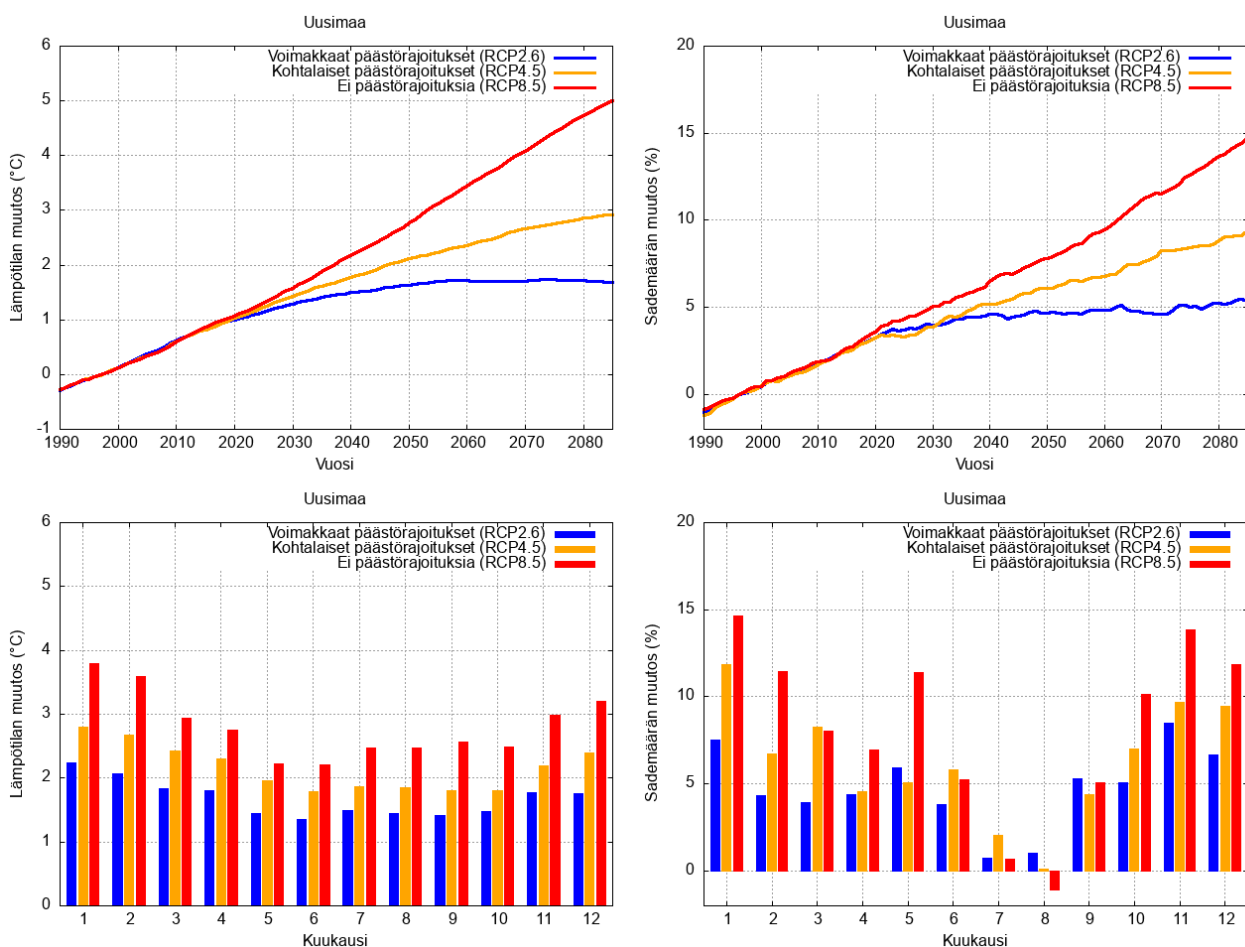 Uusimaa
Voimakkaat päästörajoitukset (RCP2.6)
Kohtalaiset päästörajoitukset (RCP4.5)
Ei päästörajoituksia (RCP8.5)
Lämpötilan muutos (°C)
6
5
4
3
2
1
0
-1
1990 2000 2010 2020 2030 2040 2050 2060 2070 2080
Vuosi
Uusimaa
Voimakkaat päästörajoitukset (RCP2.6)
Kohtalaiset päästörajoitukset (RCP4.5)
Ei päästörajoituksia (RCP8.5)
Sademäärän muutos (%)
20
15
10
5
0
1990 2000 2010 2020 2030 2040 2050 2060 2070 2080
Vuosi
Uusimaa
Voimakkaat päästörajoitukset (RCP2.6)
Kohtalaiset päästörajoitukset (RCP4.5)
Ei päästörajoituksia (RCP8.5)
Lämpötilan muutos (°C)
6
5
4
3
2
1
0
1 2 3 4 5 6 7 8 9 10 11 12
Kuukausi
Uusimaa
Voimakkaat päästörajoitukset (RCP2.6)
Kohtalaiset päästörajoitukset (RCP4.5)
Ei päästörajoituksia (RCP8.5)
Sademäärän muutos (%)
20
15
10
5
0
1 2 3 4 5 6 7 8 9 10 11 12
Kuukausi